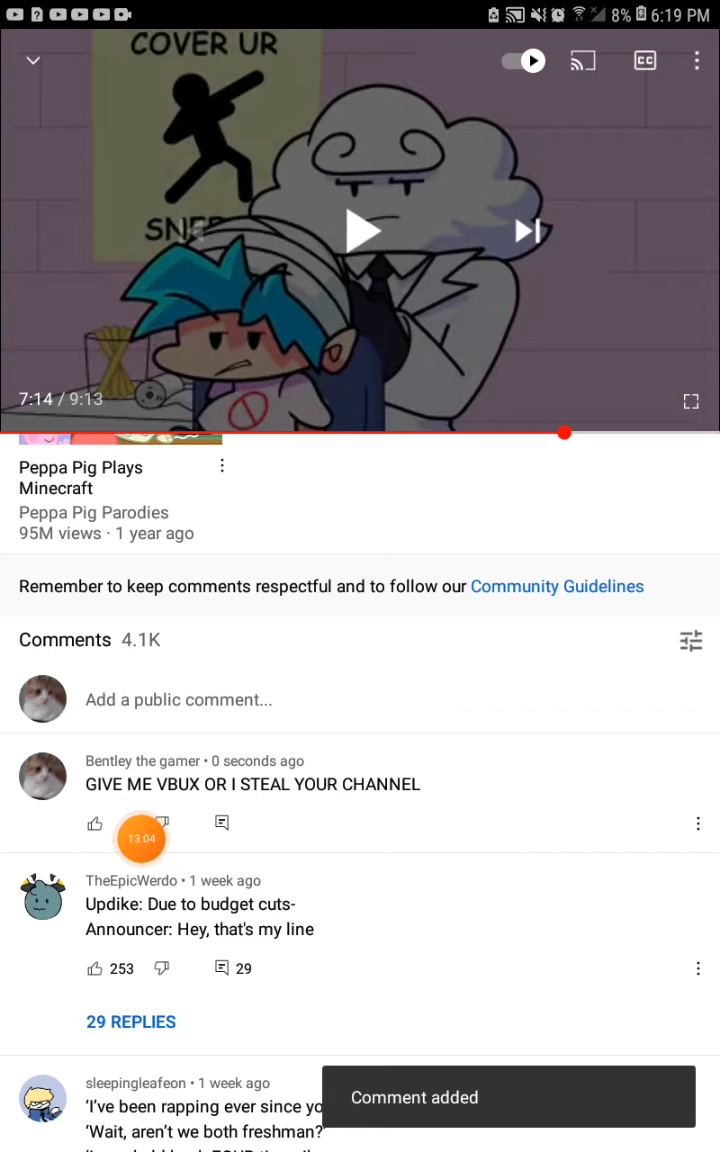 8% 6:19 PM
COVER UR
CC
7:14 / 9:13
Peppa Pig Plays
Minecraft
Peppa Pig Parodies
95M views · 1 year ago
Remember to keep comments respectful and to follow our Community Guidelines
Comments 4.1K
Add a public comment...
Bentley the gamer • 0 seconds ago
GIVE ME VBUX OR I STEAL YOUR CHANNEL
13:04
TheEpicWerdo • 1 week ago
Updike: Due to budget cuts-
Announcer: Hey, that's my line
253 29
29 REPLIES
sleepingleafeon • 1 week ago
'I've been rapping ever since yo
Comment added
'Wait, aren't we both freshman?'